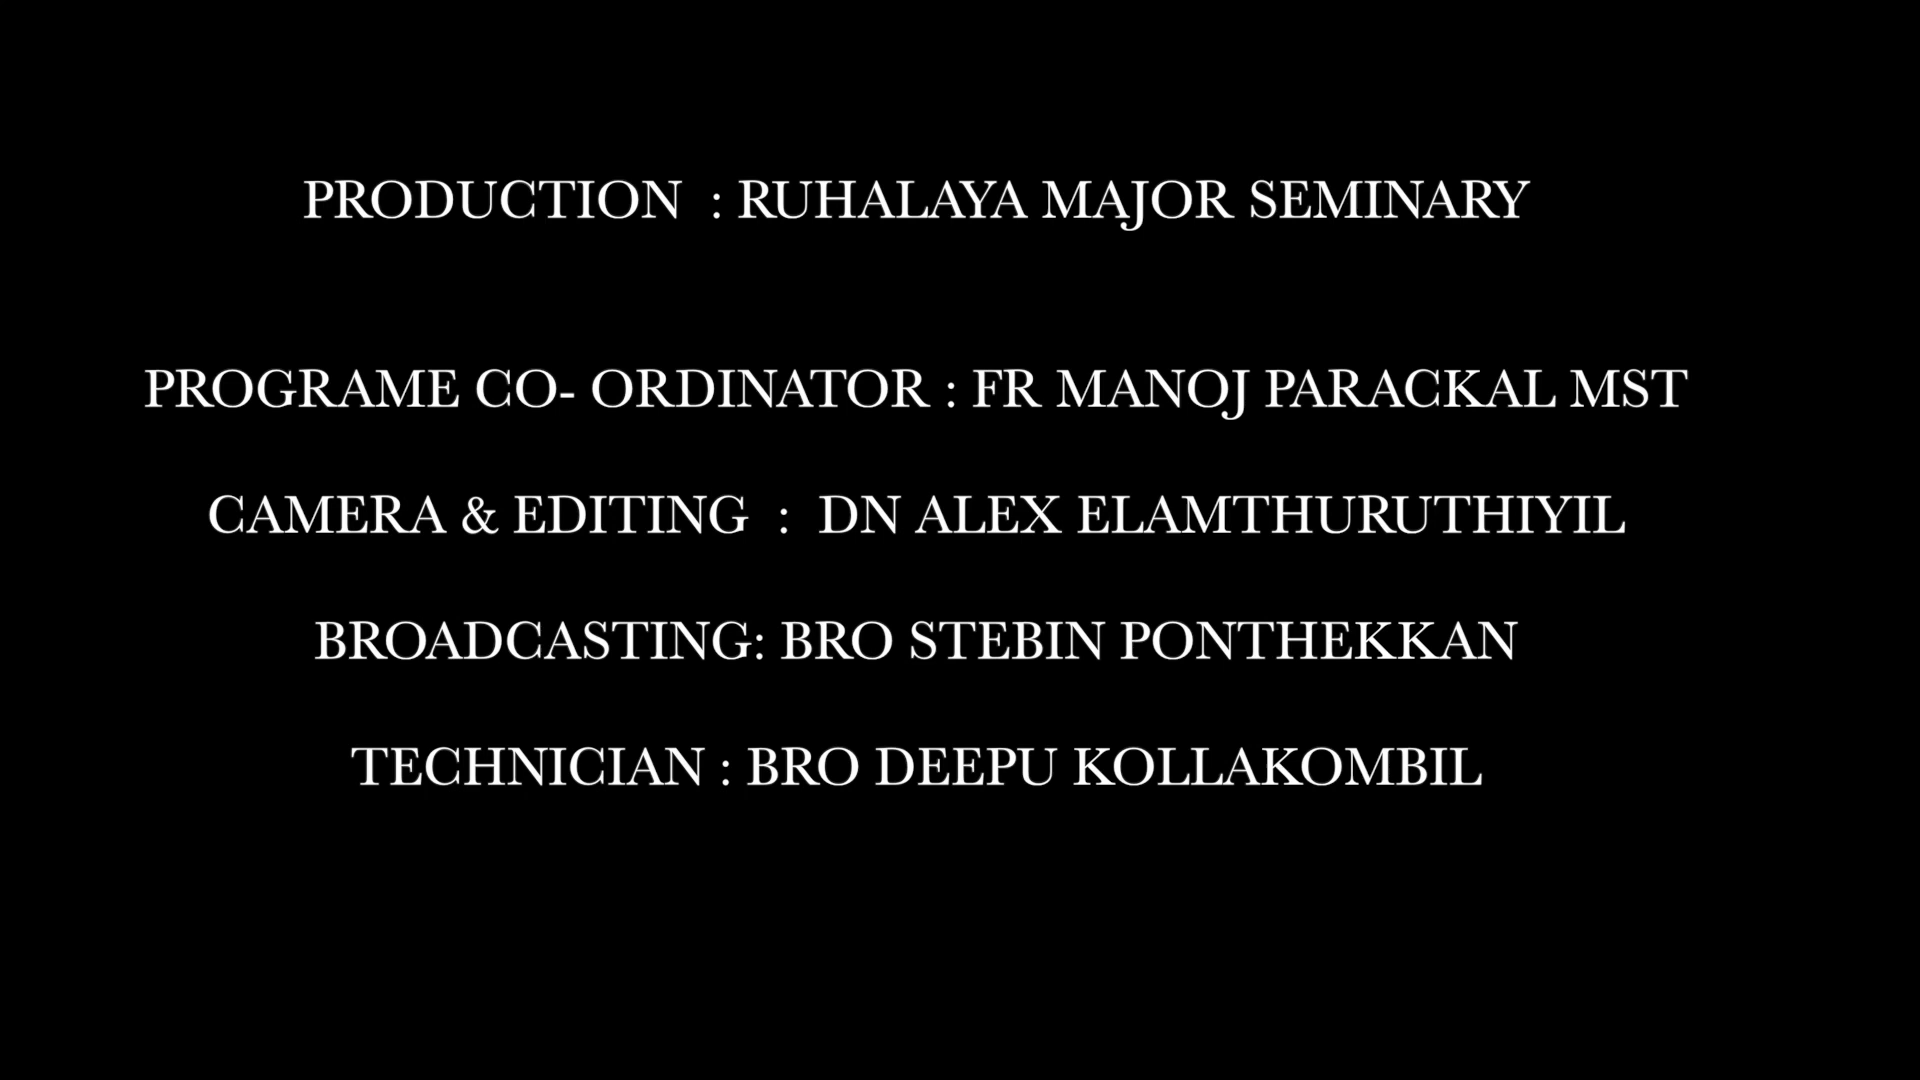 PRODUCTION : RUHALAYA MAJOR SEMINARY
PROGRAME CO- ORDINATOR : FR MANOJ PARACKAL MST
CAMERA & EDITING : DN ALEX ELAMTHURUTHIYIL
BROADCASTING: BRO STEBIN PONTHEKKAN
TECHNICIAN : BRO DEEPU KOLLAKOMBIL